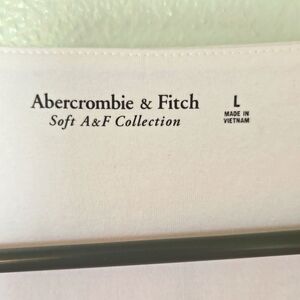 Abercrombie & Fitch
Soft A&F Collection
L
MADE IN
VIETNAM